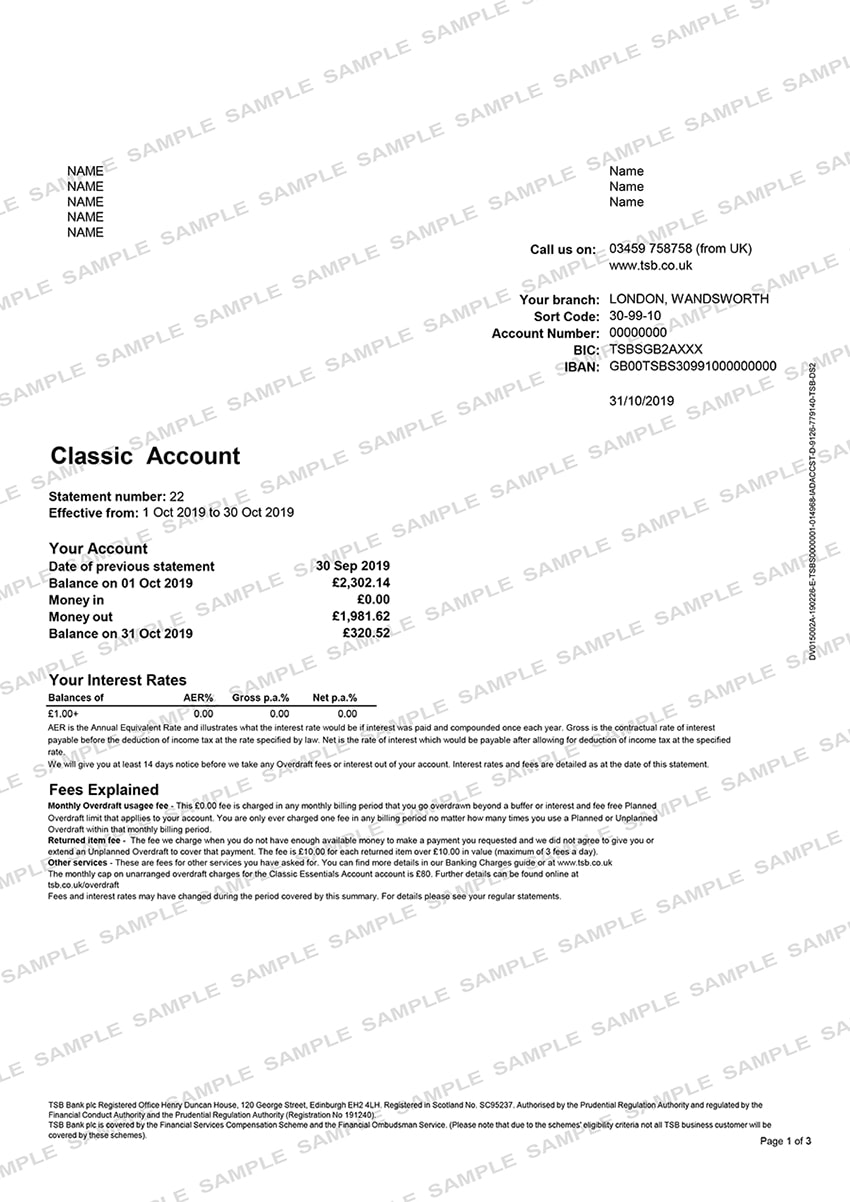 NAME
NAME
NAME
NAME
NAME
Name
Name
Name
Call us on: 03459 758758 (from UK)
www.tsb.co.uk
Your branch: LONDON, WANDSWORTH
Sort Code: 30-99-10
Account Number: 00000000
BIC: TSBSGB2AXXX
IBAN: GB00TSBS30991000000000
31/10/2019
Classic Account
Statement number: 22
Effective from: 1 Oct 2019 to 30 Oct 2019
Your Account
Date of previous statement 30 Sep 2019
Balance on 01 Oct 2019 £2,302.14
Money in £0.00
Money out £1,981.62
Balance on 31 Oct 2019 £320.52
Your Interest Rates
Balances of AER% Gross p.a.% Net p.a.%
£1.00+ 0.00 0.00 0.00
AER is the Annual Equivalent Rate and illustrates what the interest rate would be if interest was paid and compounded once each year. Gross is the contractual rate of interest
payable before the deduction of income tax at the rate specified by law. Net is the rate of interest which would be payable after allowing for deduction of income tax at the specified
rate.
We will give you at least 14 days notice before we take any Overdraft fees or interest out of your account. Interest rates and fees are detailed as at the date of this statement.
Fees Explained
Monthly Overdraft usagee fee - This £0.00 fee is charged in any monthly billing period that you go overdrawn beyond a buffer or interest and fee free Planned
Overdraft limit that appllies to your account. You are only ever charged one fee in any billing period no matter how many times you use a Planned or Unplanned
Overdraft within that monthly billing period.
Returned item fee - The fee we charge when you do not have enough available money to make a payment you requested and we did not agree to give you or
extend an Unplanned Overdraft to cover that payment. The fee is £10,00 for each returned item over £10.00 in value (maximum of 3 fees a day).
Other services - These are fees for other services you have asked for. You can find more details in our Banking Charges guide or at www.tsb.co.uk
The monthly cap on unarranged overdraft charges for the Classic Essentials Account account is £80. Further details can be found online at
tsb.co.uk/overdraft
Fees and interest rates may have changed during the period covered by this summary. For details please see your regular statements.
DV015002A-190226-E-TSBS0000001-014968-IADACCST-D-9126-779140-TSB-DS2
TSB Bank plc Registered Office Henry Duncan House, 120 George Street, Edinburgh EH2 4LH. Registered in Scotland No. SC95237. Authorised by the Prudential Regulation Authority and regulated by the
Financial Conduct Authority and the Prudential Regulation Authority (Registration No 191240).
TSB Bank plc is covered by the Financial Services Compensation Scheme and the Financial Ombudsman Service. (Please note that due to the schemes' eligibility criteria not all TSB business customer will be
covered by these schemes).
Page 1 of 3
SAMPLE SAMPLE SAMPLE SAMPLE SAMPLE SAMPLE